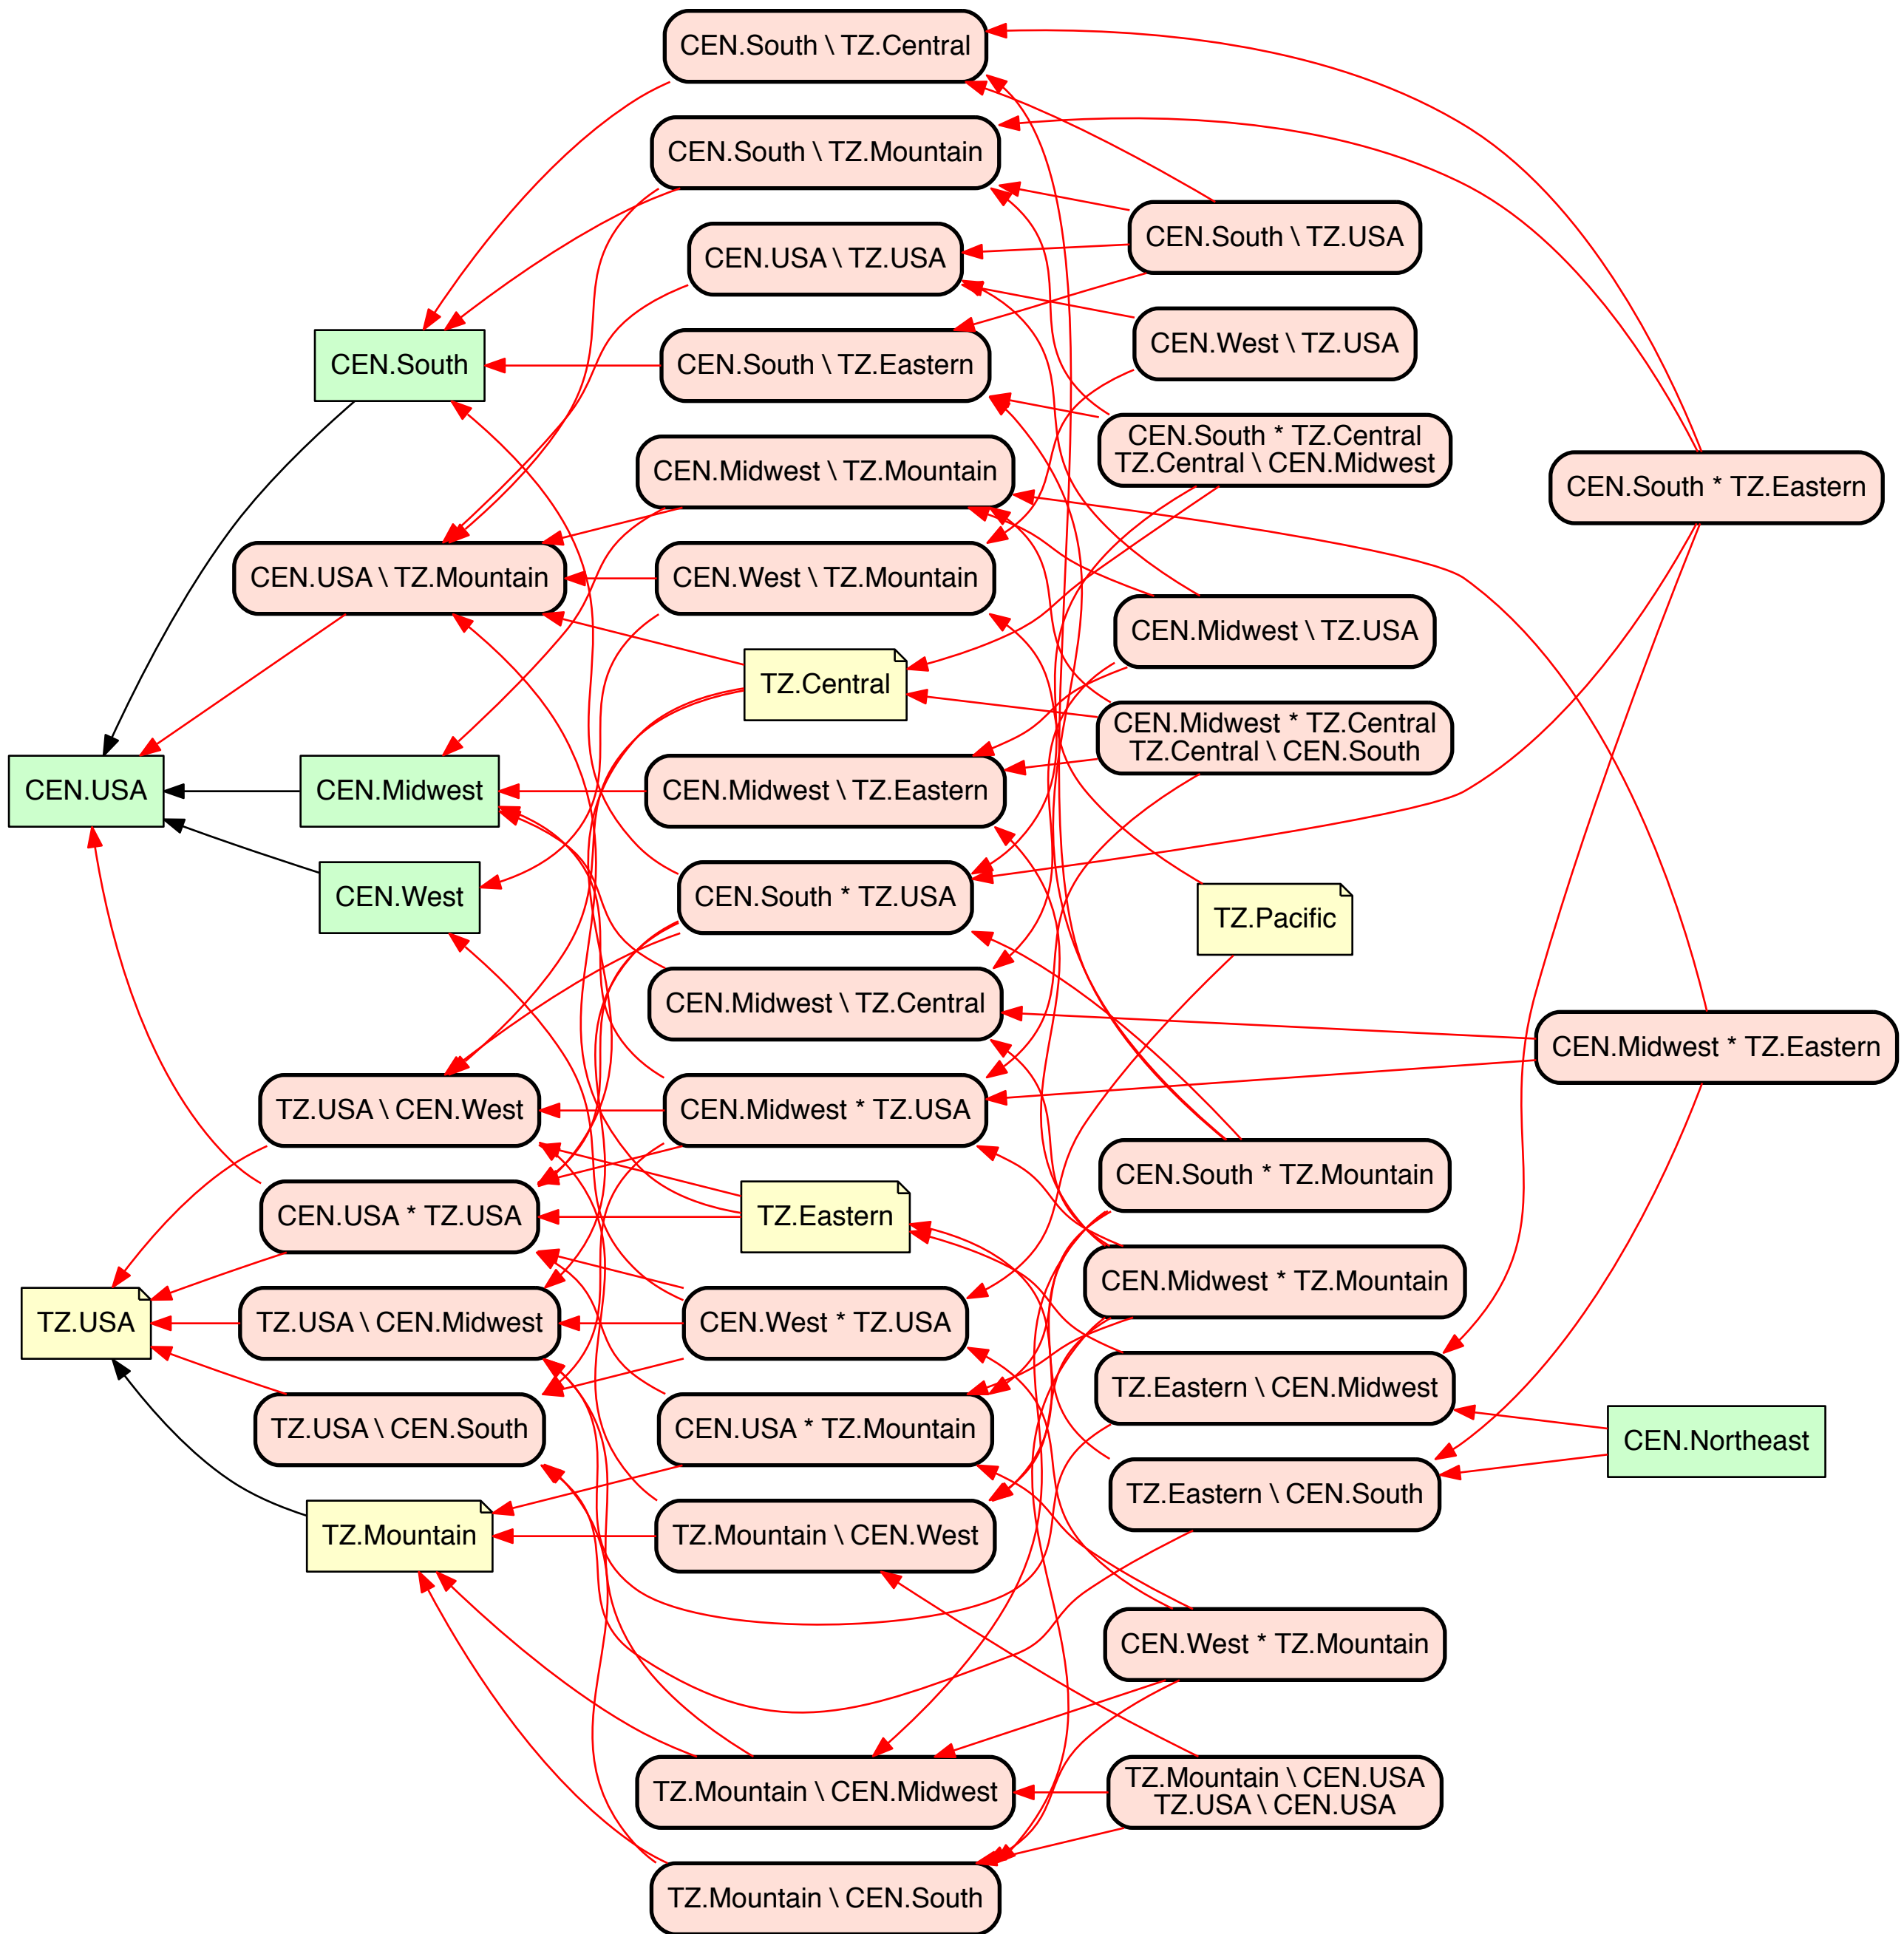 CEN.South \ TZ.Central
CEN.South \ TZ.Mountain
CEN.USA \ TZ.USA
CEN.South \ TZ.USA
CEN.West \ TZ.USA
CEN.South
CEN.South \ TZ.Eastern
CEN.South * TZ.Central
TZ.Central \ CEN.Midwest
CEN.Midwest \ TZ.Mountain
CEN.South * TZ.Eastern
CEN.USA \ TZ.Mountain
CEN.West \ TZ.Mountain
CEN.Midwest \ TZ.USA
TZ.Central
CEN.Midwest * TZ.Central
TZ.Central \ CEN.South
CEN.USA
CEN.Midwest
CEN.Midwest \ TZ.Eastern
CEN.West
CEN.South * TZ.USA
TZ.Pacific
CEN.Midwest \ TZ.Central
CEN.Midwest * TZ.Eastern
TZ.USA \ CEN.West
CEN.Midwest * TZ.USA
CEN.South * TZ.Mountain
CEN.USA * TZ.USA
TZ.Eastern
CEN.Midwest * TZ.Mountain
TZ.USA
TZ.USA \ CEN.Midwest
CEN.West * TZ.USA
TZ.Eastern \ CEN.Midwest
TZ.USA \ CEN.South
CEN.USA * TZ.Mountain
CEN.Northeast
TZ.Eastern \ CEN.South
TZ.Mountain
TZ.Mountain \ CEN.West
CEN.West * TZ.Mountain
TZ.Mountain \ CEN.Midwest
TZ.Mountain \ CEN.USA
TZ.USA \ CEN.USA
TZ.Mountain \ CEN.South